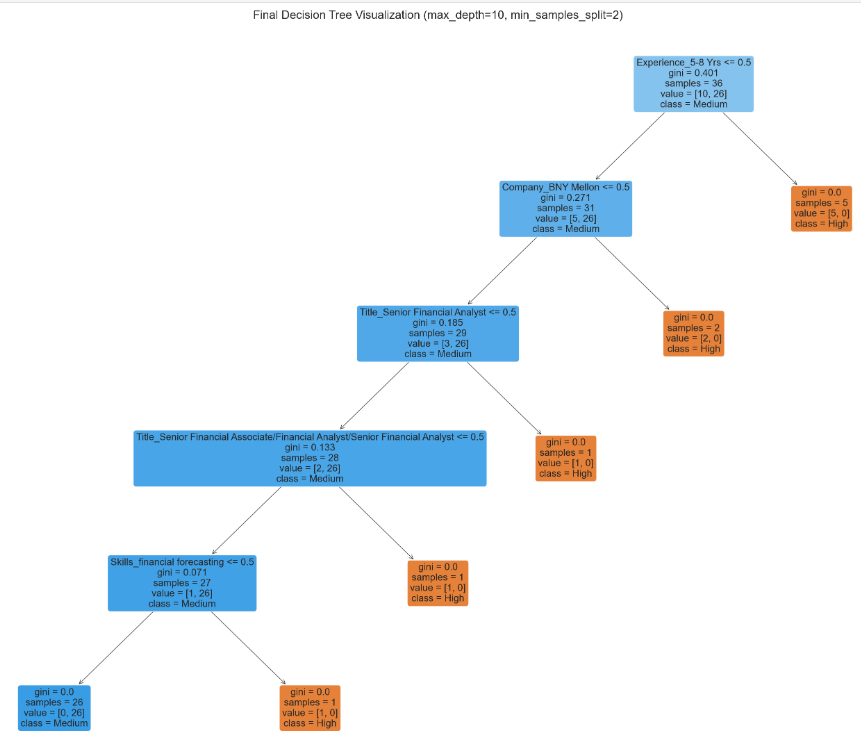 Final Decision Tree Visualization (max_depth=10, min_samples_split=2)
Experience_5-8 Yrs <= 0.5
gini = 0.401
samples = 36
value = [10, 26]
class = Medium
Company_BNY Mellon <= 0.5
gini = 0.271
samples = 31
value = [5, 26]
class = Medium
gini = 0.0
samples = 5
value = [5, 0]
class = High
Title_Senior Financial Analyst <= 0.5
gini = 0.185
samples = 29
value = [3, 26]
class = Medium
gini = 0.0
samples = 2
value = [2, 0]
class = High
Title_Senior Financial Associate/Financial Analyst/Senior Financial Analyst <= 0.5
gini = 0.133
samples = 28
value = [2, 26]
class = Medium
gini = 0.0
samples = 1
value = [1, 0]
class = High
Skills_financial forecasting <= 0.5
gini = 0.071
samples = 27
value = [1, 26]
class = Medium
gini = 0.0
samples = 1
value = [1, 0]
class = High
gini = 0.0
samples = 26
value = [0, 26]
class = Medium
gini = 0.0
samples = 1
value = [1, 0]
class = High